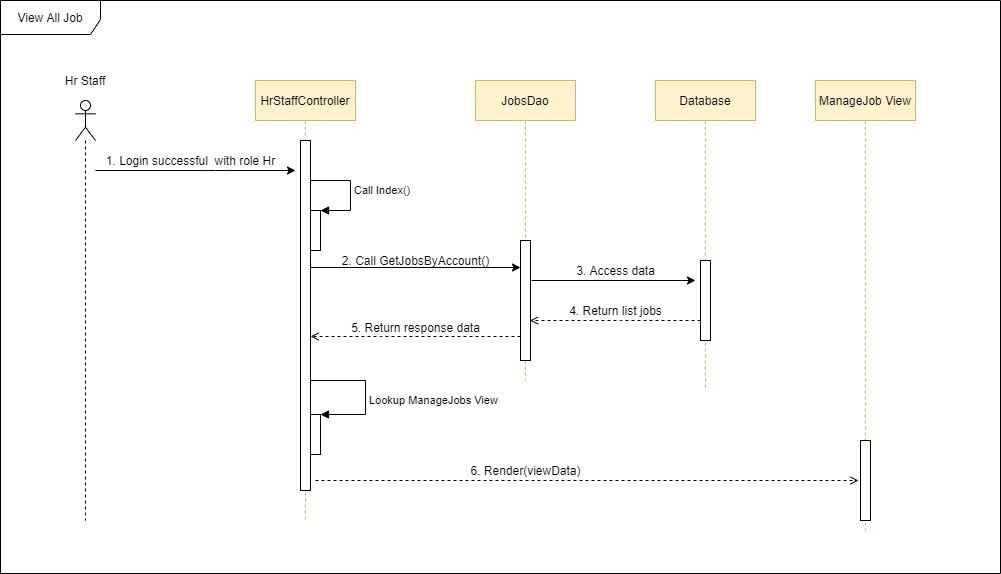 View All Job
Hr Staff
HrStaffController
JobsDao
Database
ManageJob View
1. Login successful with role Hr
Call Index()
2. Call GetJobsByAccount()
3. Access data
4. Return list jobs
5. Return response data
Lookup ManageJobs View
6. Render(viewData)